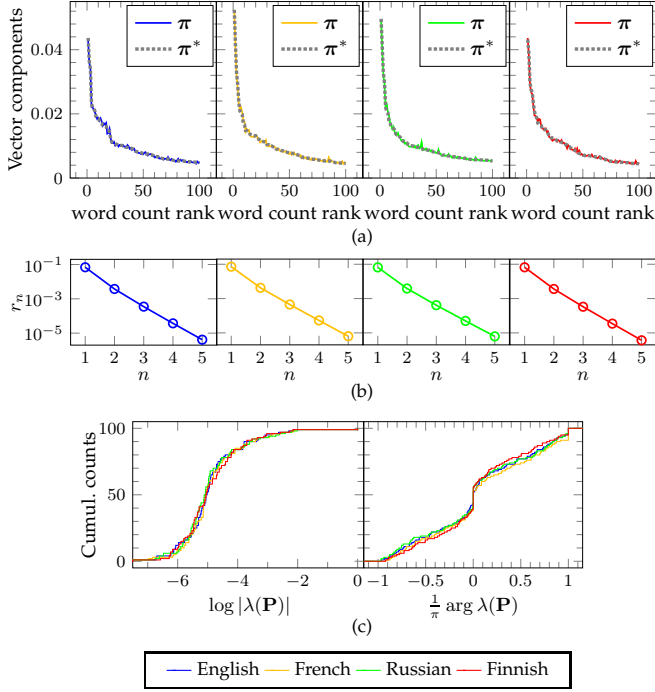 π π π π
π* π* π* π*
Vector components
0.04
0.02
0
0 50 100 0 50 100 0 50 100 0 50 100
word count rank word count rank word count rank word count rank
(a)
r_n
10^{-1}
10^{-3}
10^{-5}
1 2 3 4 5 1 2 3 4 5 1 2 3 4 5 1 2 3 4 5
n n n n
(b)
Cumul. counts
100
50
0
−6 −4 −2 0 −1 −0.5 0 0.5 1
log |λ(P)| 1/π arg λ(P)
(c)
English French Russian Finnish